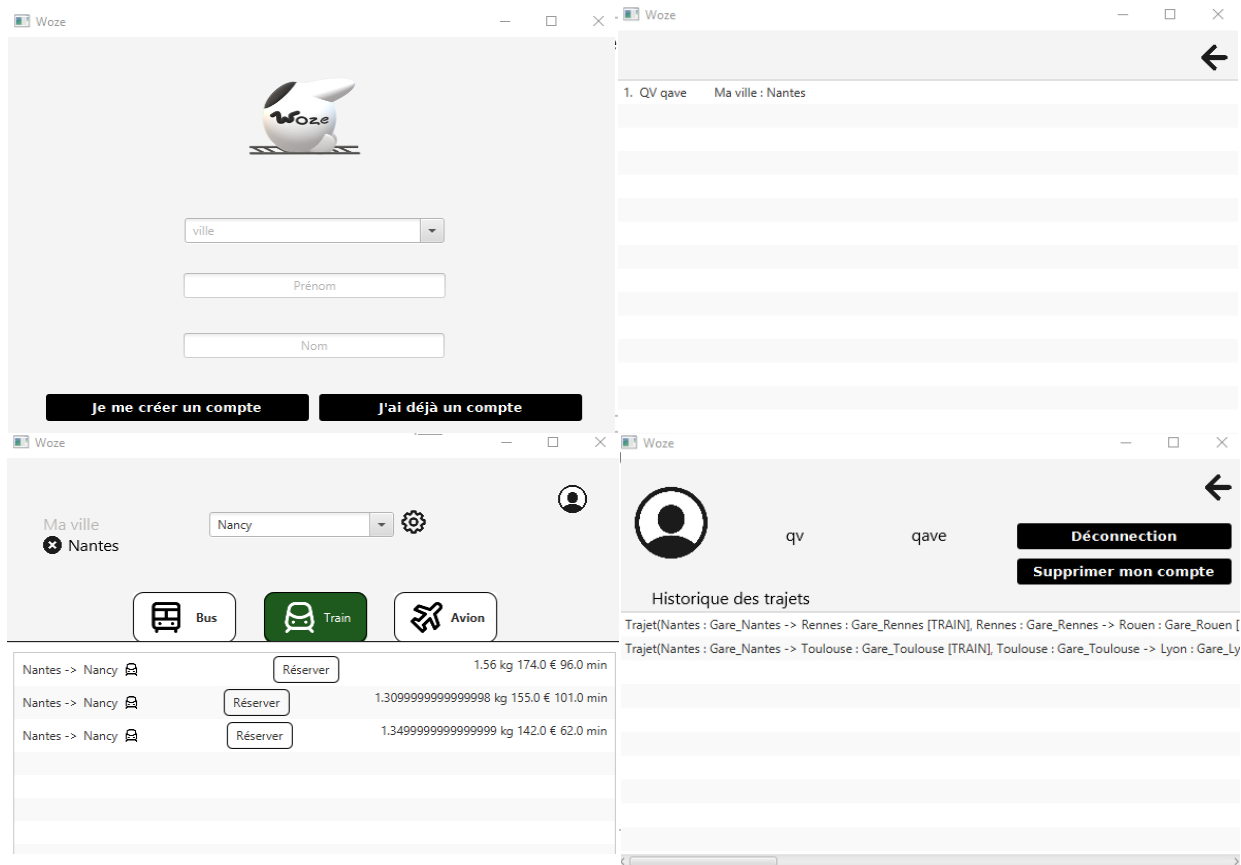 Woze
Woze
ville
Prénom
Nom
Je me créer un compte
J'ai déjà un compte
Woze
1. QV qave Ma ville : Nantes
Woze
Ma ville
Nantes
Nancy
Bus
Train
Avion
Nantes -> Nancy Réserver 1.56 kg 174.0 € 96.0 min
Nantes -> Nancy Réserver 1.3099999999999998 kg 155.0 € 101.0 min
Nantes -> Nancy Réserver 1.3499999999999999 kg 142.0 € 62.0 min
Woze
qv qave
Déconnection
Supprimer mon compte
Historique des trajets
Trajet(Nantes : Gare_Nantes -> Rennes : Gare_Rennes [TRAIN], Rennes : Gare_Rennes -> Rouen : Gare_Rouen [
Trajet(Nantes : Gare_Nantes -> Toulouse : Gare_Toulouse [TRAIN], Toulouse : Gare_Toulouse -> Lyon : Gare_Ly